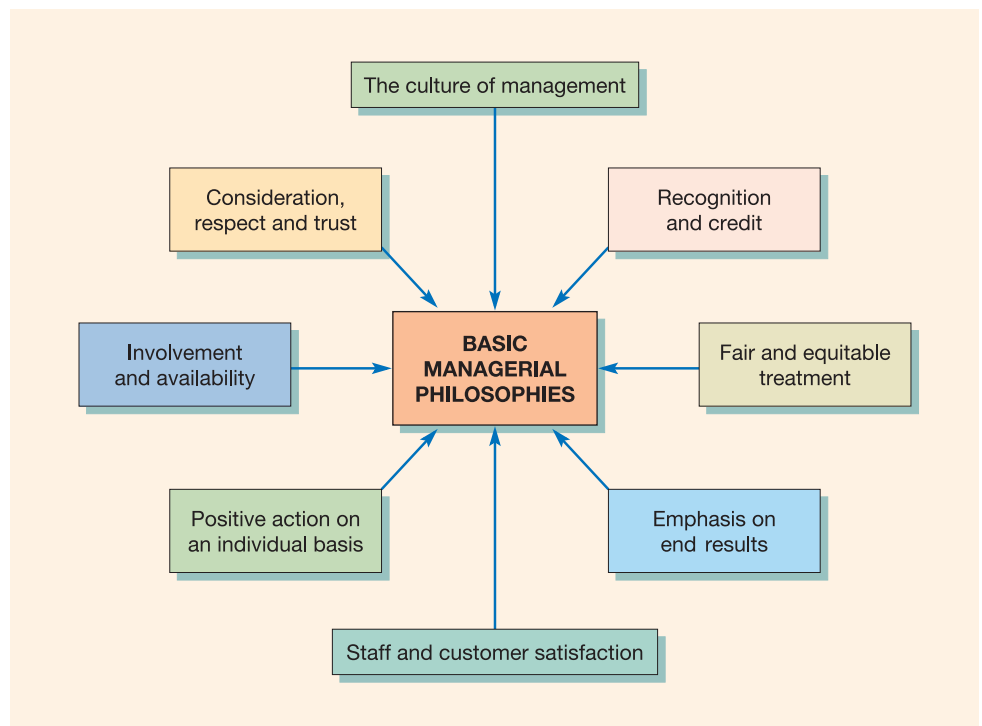 The culture of management
Consideration,
respect and trust
Recognition
and credit
Involvement
and availability
BASIC
MANAGERIAL
PHILOSOPHIES
Fair and equitable
treatment
Positive action on
an individual basis
Emphasis on
end results
Staff and customer satisfaction